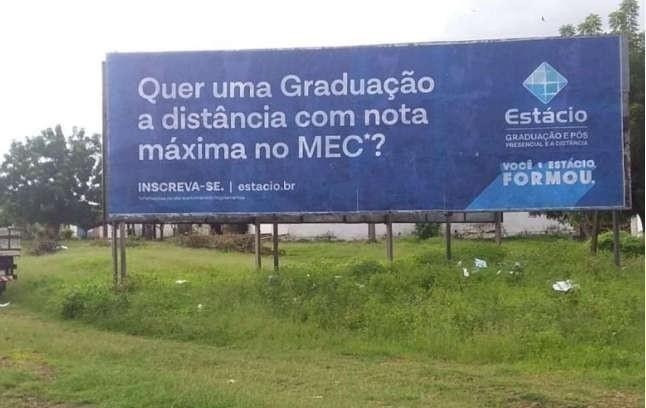 Quer uma Graduação
a distância com nota
máxima no MEC*?
INSCREVA-SE. | estacio.br
Estácio
GRADUAÇÃO E PÓS
PRESENCIAL E A DISTÂNCIA
VOCÊ + ESTÁCIO,
FORMOU.